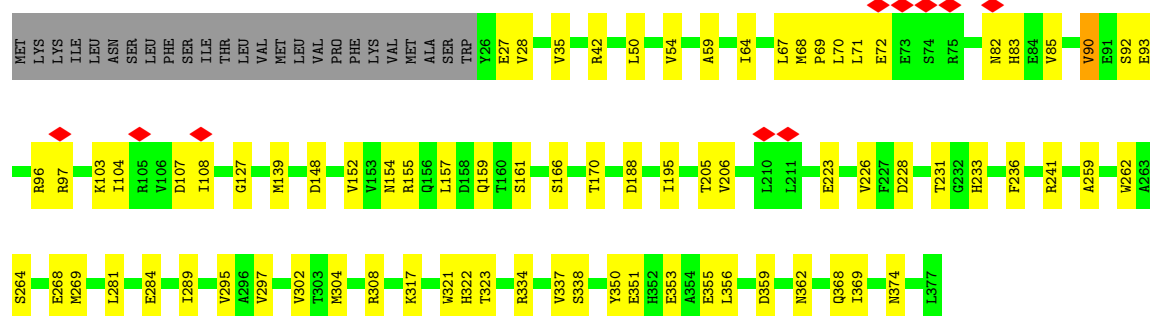 MET LYS LYS ILE LEU ASN SER LEU PHE SER ILE THR LEU VAL MET LEU VAL PRO PHE LYS VAL MET ALA SER TRP Y26 E27 V28 V35 R42 L50 V54 A59 I64 L67 M68 P69 L70 L71 E72 E73 S74 R75 N82 H83 E84 V85 V90 E91 S92 E93
R96 R97 K103 I104 R105 V106 D107 I108 G127 M139 D148 V152 V153 N154 R155 Q156 L157 D158 Q159 T160 S161 S166 T170 D188 I195 T205 V206 L210 L211 E223 V226 F227 D228 T231 G232 H233 F236 R241 A259 W262 A263
S264 E268 M269 L281 E284 I289 V295 A296 V297 V302 T303 M304 R308 K317 W321 H322 T323 R334 V337 S338 Y350 E351 H352 E353 A354 E355 L356 D359 N362 Q368 I369 N374 L377